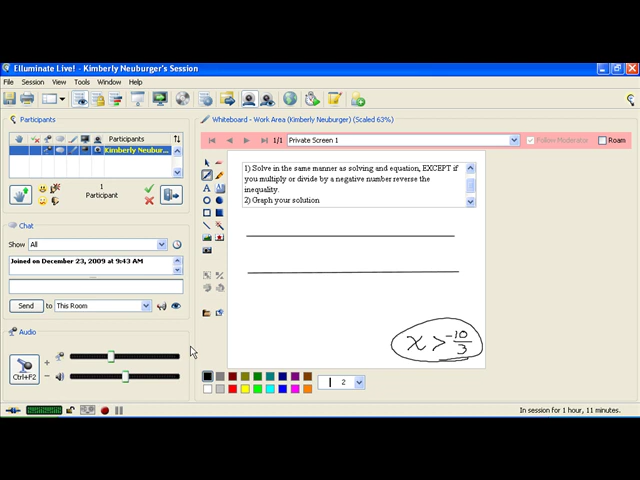 Elluminate Live! - Kimberly Neuburger's Session
File Session View Tools Window Help
Participants
Participants
Kimberly Neubur...
1
Participant
Chat
Show All
Joined on December 23, 2009 at 9:43 AM
Send to This Room
Audio
Ctrl+F2
Whiteboard - Work Area (Kimberly Neuburger) (Scaled 63%)
1/1 Private Screen 1 Follow Moderator Roam
1) Solve in the same manner as solving and equation, EXCEPT if
you multiply or divide by a negative number reverse the
inequality.
2) Graph your solution
x > -10/3
2
In session for 1 hour, 11 minutes.